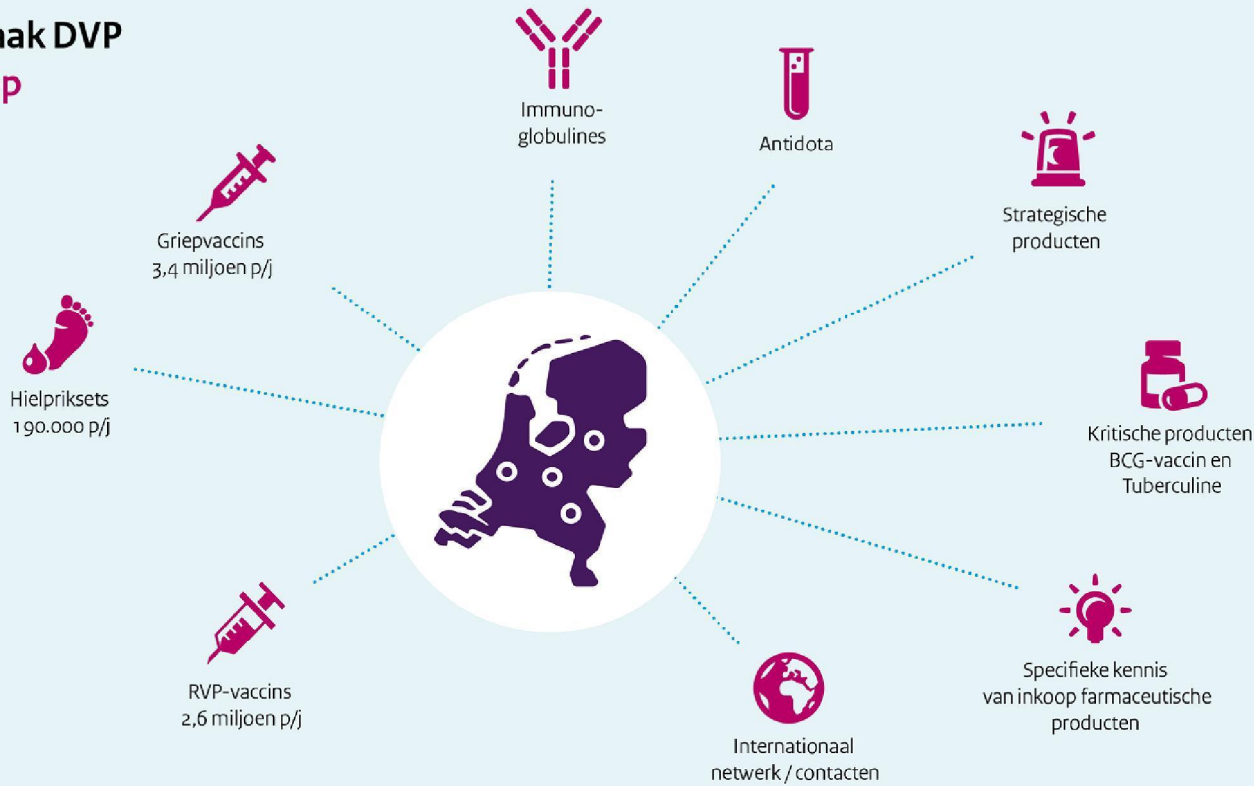 ak DVP
p
Immuno-
globulines
Antidota
Strategische
producten
Griepvaccins
3,4 miljoen p/j
Hielpriksets
190.000 p/j
Kritische producten
BCG-vaccin en
Tuberculine
RVP-vaccins
2,6 miljoen p/j
Specifieke kennis
van inkoop farmaceutische
producten
Internationaal
netwerk / contacten